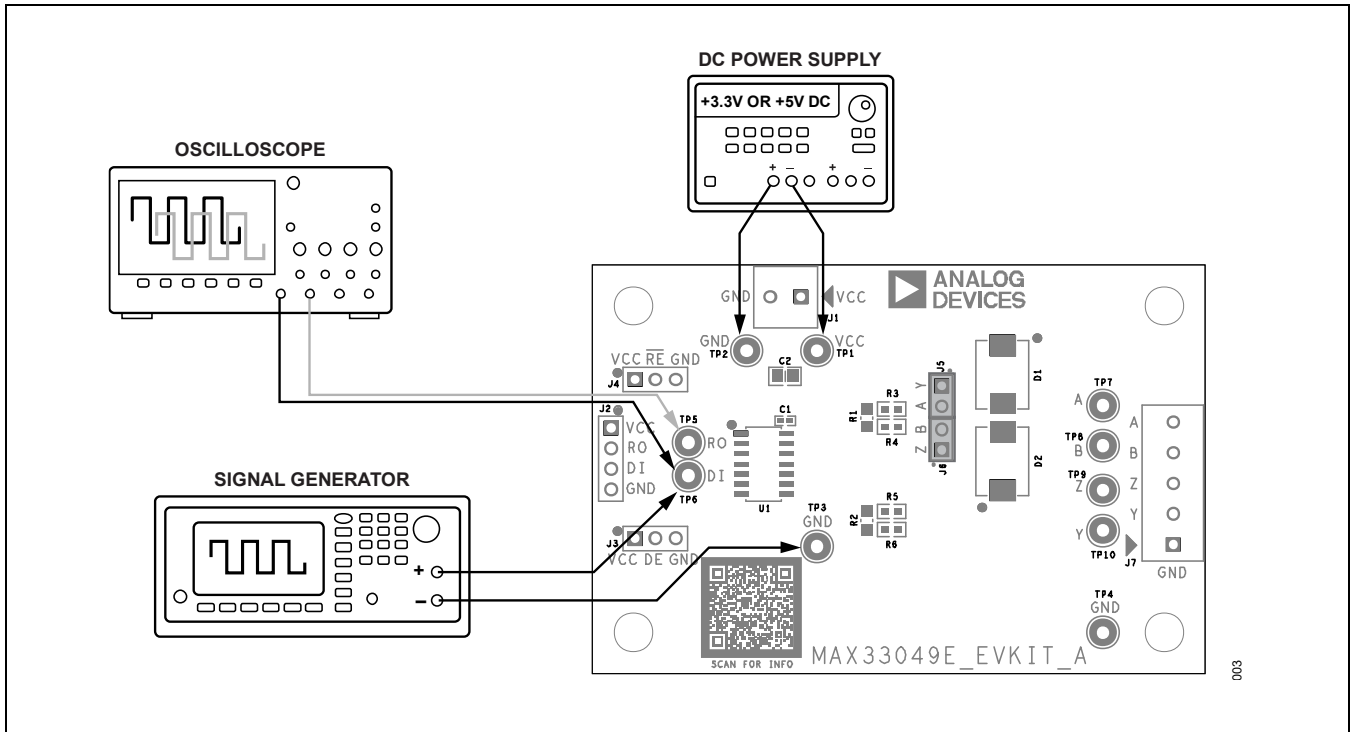 DC POWER SUPPLY
+3.3V OR +5V DC
+ − + −
OSCILLOSCOPE
ANALOG
DEVICES
GND VCC
J1
GND VCC
TP2 TP1
C2
VCC RE GND
J4
J2
VCC
RO
DI
GND
TP5
RO
DI
TP6
C1
U1
R1
R3
R4
J5
Y
A
B
Z
J6
D1
D2
TP7
A
TP8
B
TP9
Z
Y
TP10
A
B
Z
Y
J7
GND
SIGNAL GENERATOR
+
−
J3
VCC DE GND
TP3
GND
R2
R5
R6
TP4
GND
SCAN FOR INFO
MAX33049E_EVKIT_A
003